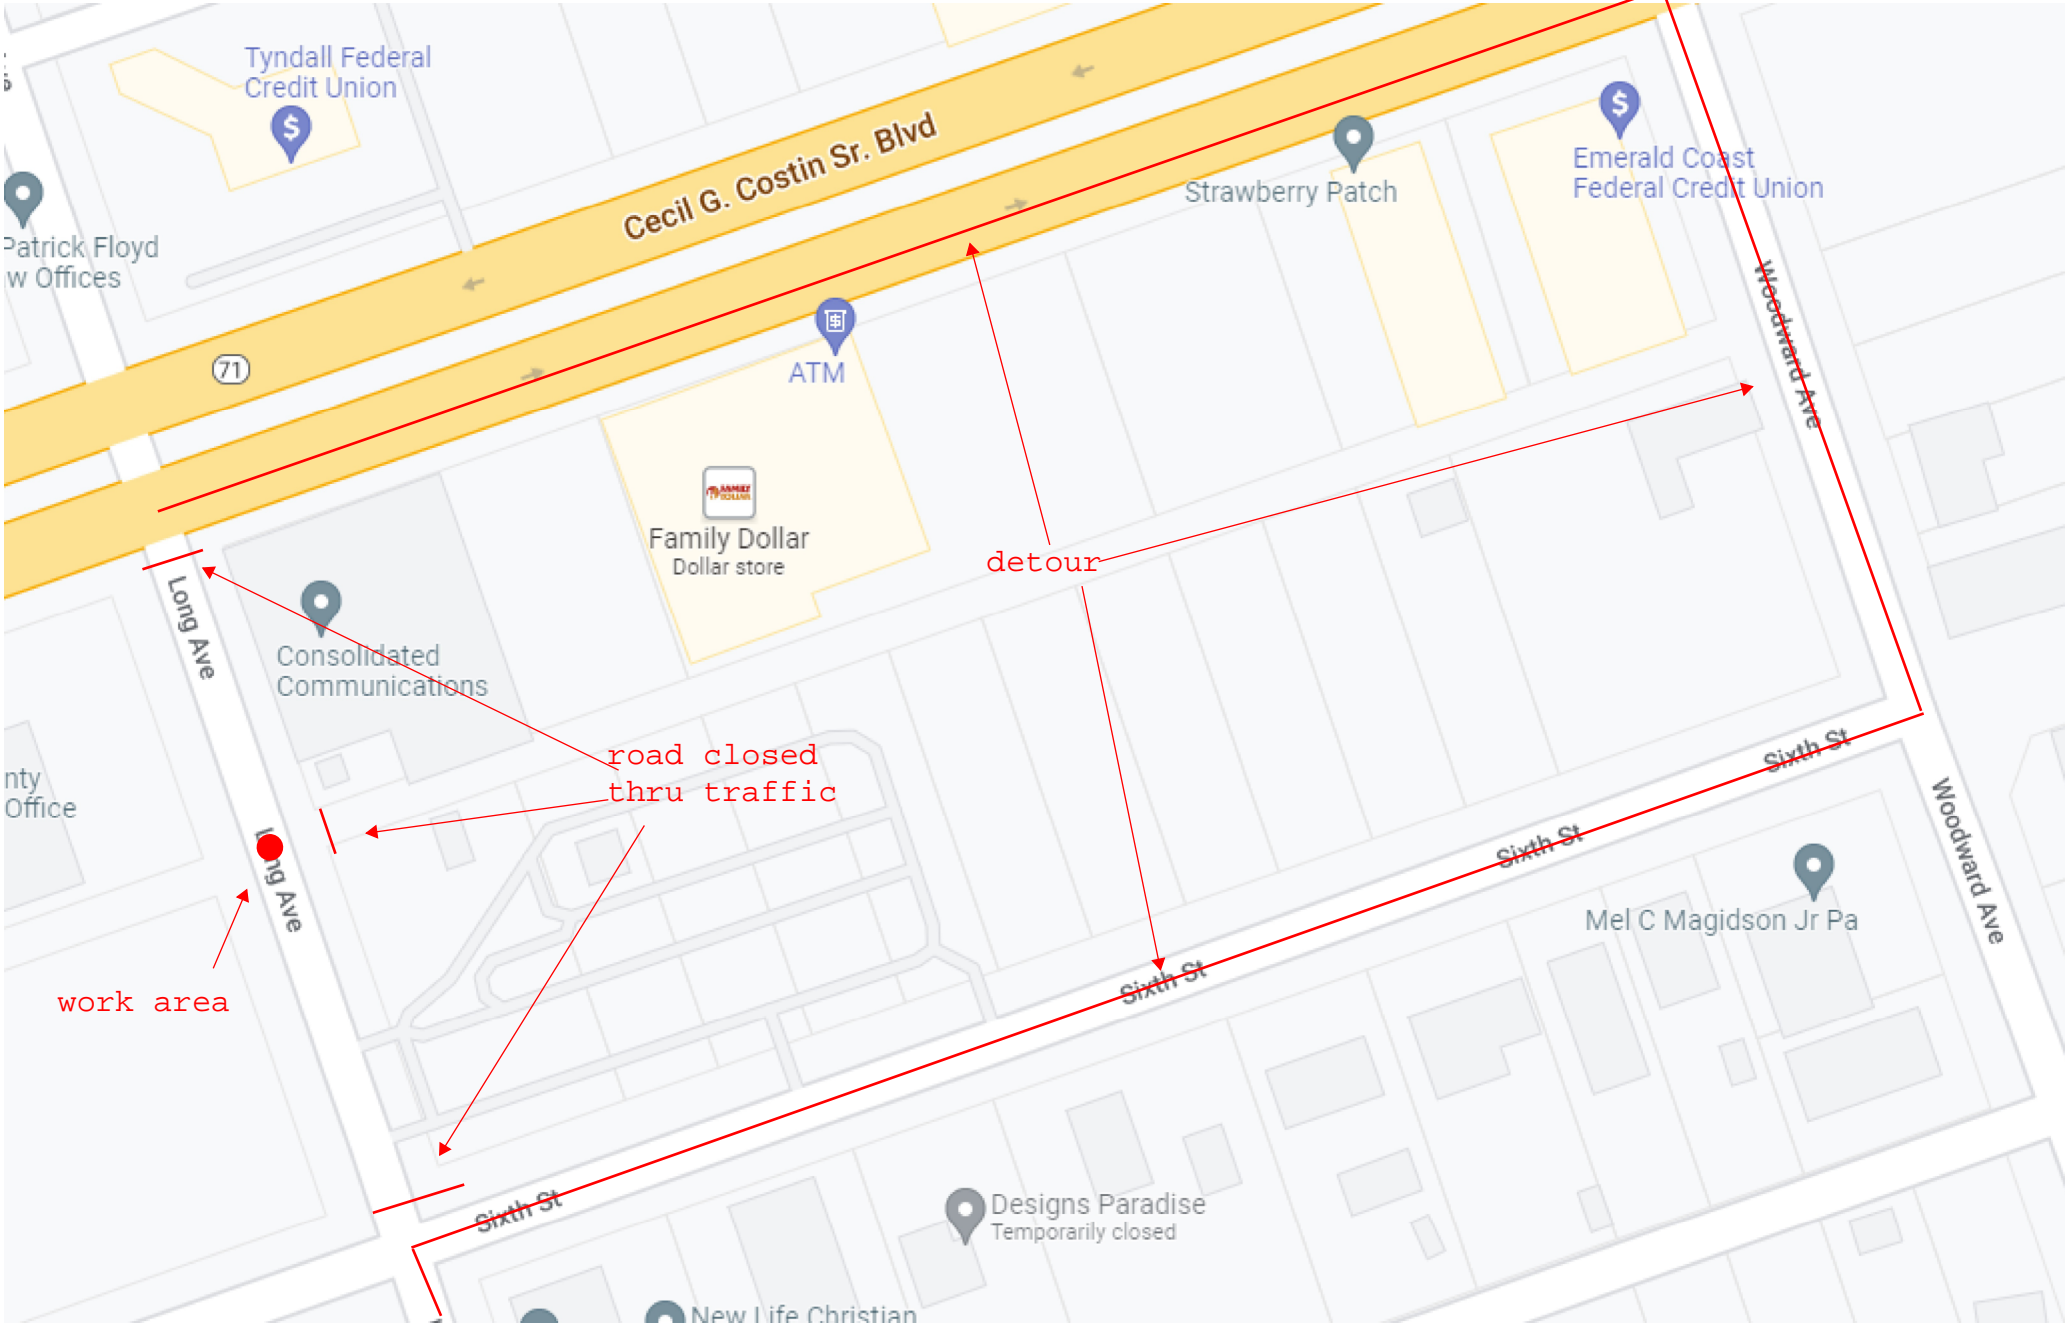 Tyndall Federal
Credit Union
Cecil G. Costin Sr. Blvd
Emerald Coast
Federal Credit Union
Strawberry Patch
Patrick Floyd
w Offices
71
ATM
Woodward Ave
FAMILY
DOLLAR
Family Dollar
Dollar store
detour
Long Ave
Consolidated
Communications
road closed
thru traffic
Sixth St
nty
Office
Long Ave
Sixth St
Woodward Ave
Mel C Magidson Jr Pa
Sixth St
work area
Sixth St
Designs Paradise
Temporarily closed
New Life Christian